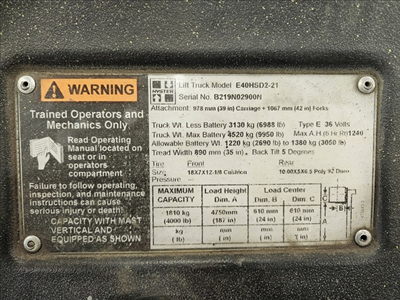 WARNING
Trained Operators and
Mechanics Only
Read Operating
Manual located on
seat or in
operators
compartment
Failure to follow operating,
inspection, and maintenance
instructions can cause
serious injury or death!
CAPACITY WITH MAST
VERTICAL AND
EQUIPPED AS SHOWN
HYSTER
Lift Truck Model E40HSD2-21
Serial No. B219N02900N
Attachment: 978 mm (39 in) Carriage + 1067 mm (42 in) Forks
Truck Wt. Less Battery 3130 kg (6988 lb) Type E 36 Volts
Truck Wt. Max Battery 4520 kg (9950 lb) Max A.H (6 Hr lit) 1240
Allowable Battery Wt. 1220 kg (2690 lb) to 1380 kg (3050 lb)
Tread Width 890 mm (35 in) Back Tilt 5 Degrees
Tire Front Rear
Size: 18X7X12-1/8 Cushion 10.00X5X6.5 Poly
Pressure
MAXIMUM CAPACITY Load Height Dim. A Load Center Dim. B Dim. C
1810 kg 4750mm 610 mm 610 mm
(4000 lb) (187 in) (24 in) (24 in)
kg mm mm mm
( lb) (in) (in) (in)
A
B
C